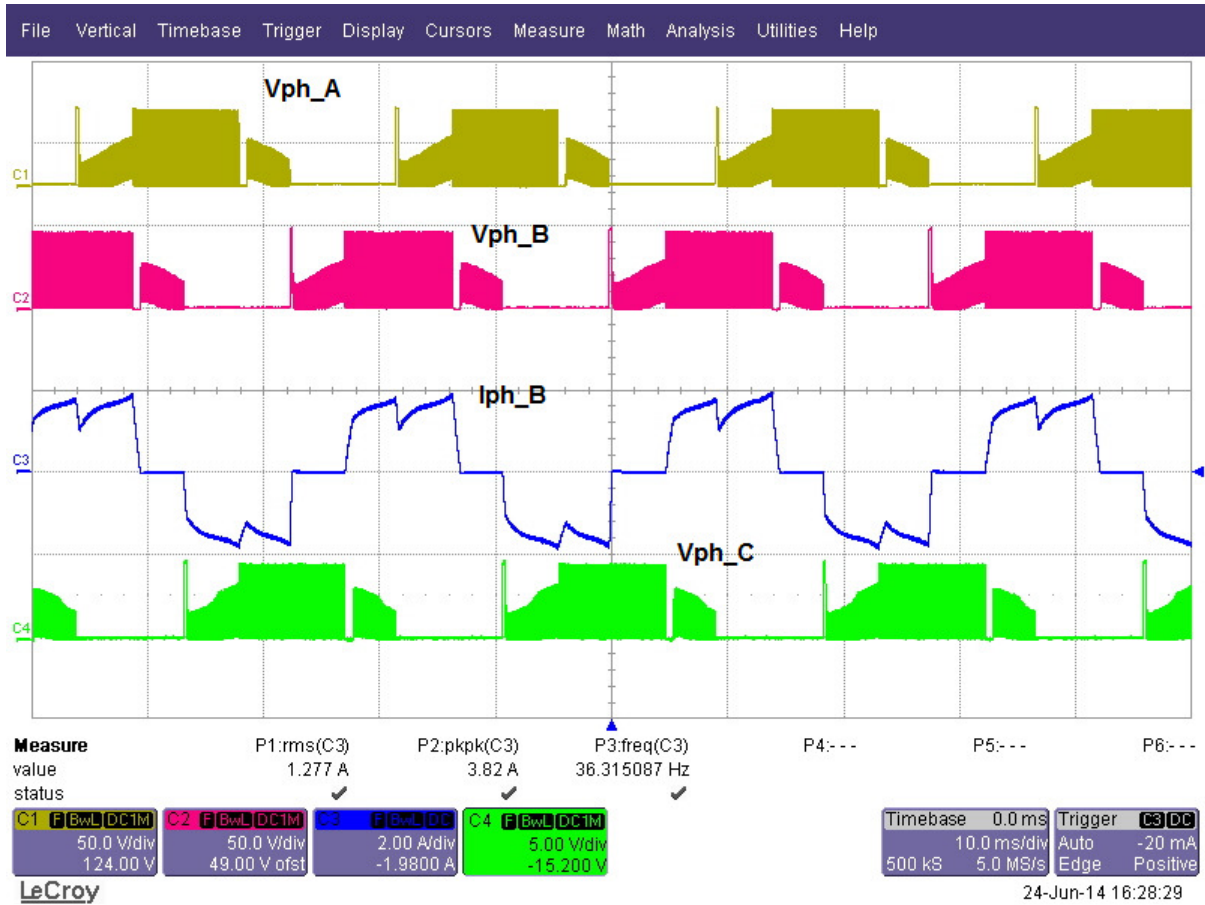 File Vertical Timebase Trigger Display Cursors Measure Math Analysis Utilities Help
Vph_A
C1
Vph_B
C2
Iph_B
C3
Vph_C
C4
Measure P1:rms(C3) P2:pkpk(C3) P3:freq(C3) P4:--- P5:--- P6:---
value 1.277 A 3.82 A 36.315087 Hz
status
C1 F BwL DC1M C2 F BwL DC1M C3 F BwL DC C4 F BwL DC1M Timebase 0.0 ms Trigger C3 DC
50.0 V/div 50.0 V/div 2.00 A/div 5.00 V/div 10.0 ms/div Auto -20 mA
124.00 V 49.00 V ofst -1.9800 A -15.200 V 500 kS 5.0 MS/s Edge Positive
LeCroy 24-Jun-14 16:28:29